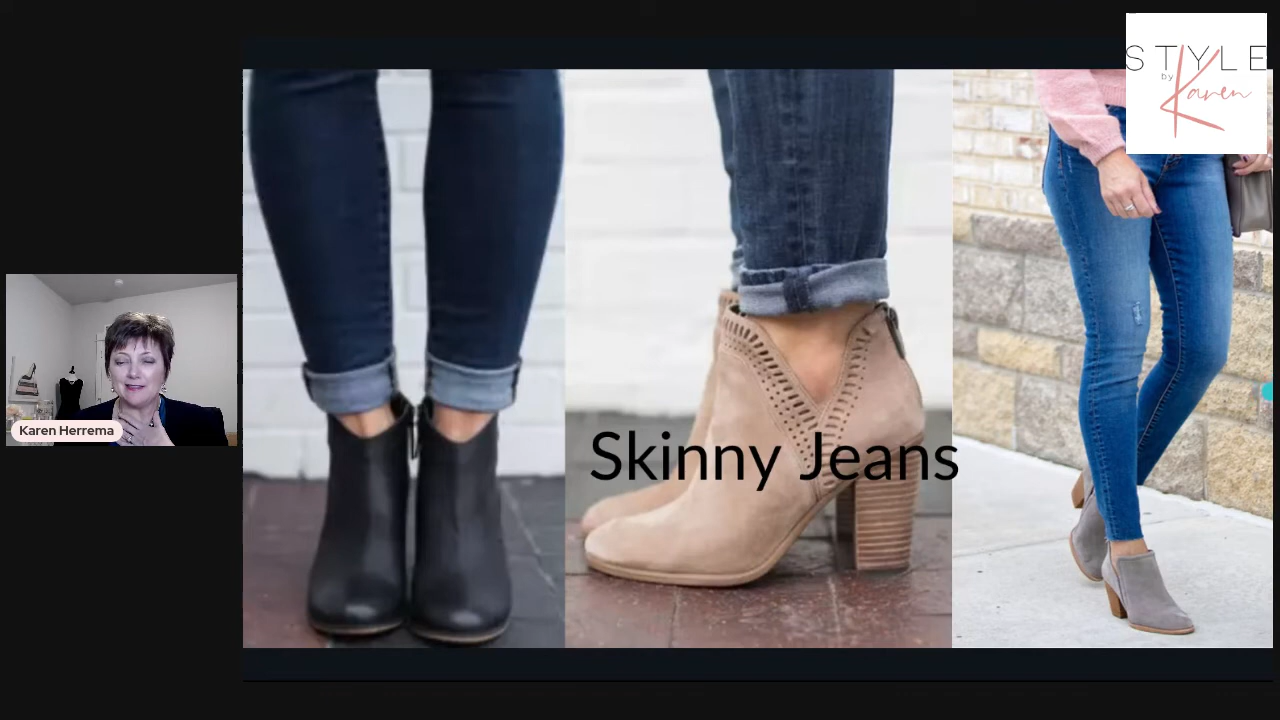 STYLE
by
Karen
Skinny Jeans
Karen Herrema